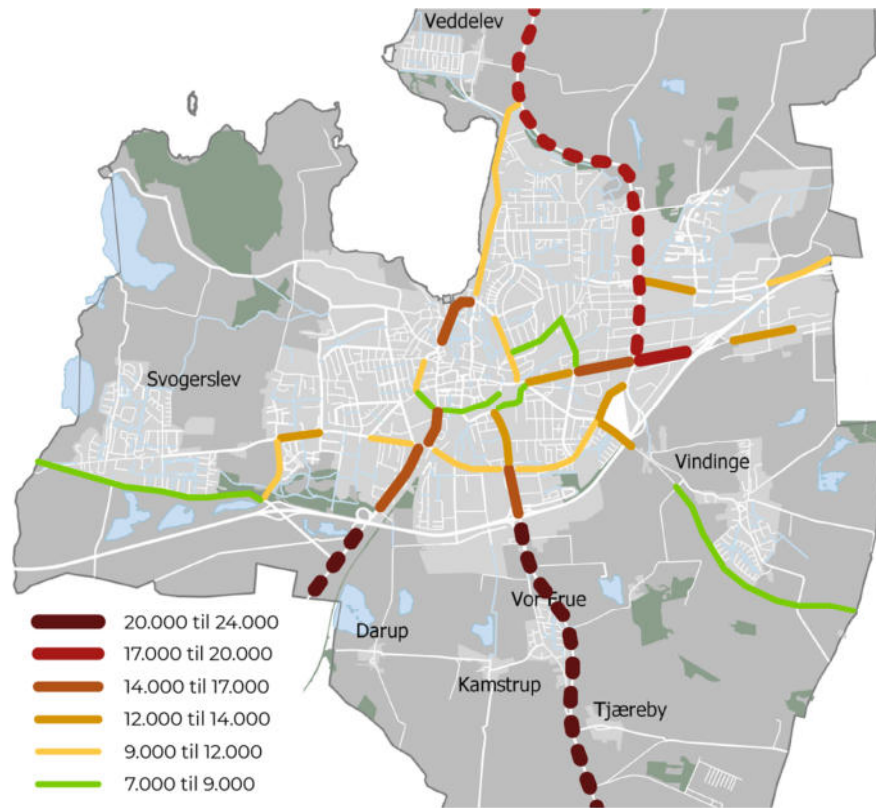 Veddelev
Svogerslev
Vindinge
Vor Frue
Darup
Kamstrup
Tjæreby
20.000 til 24.000
17.000 til 20.000
14.000 til 17.000
12.000 til 14.000
9.000 til 12.000
7.000 til 9.000